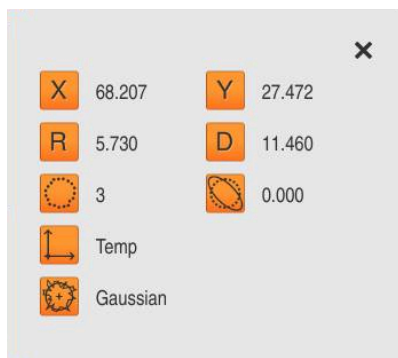 X 68.207 Y 27.472
R 5.730 D 11.460
3 0.000
Temp
Gaussian